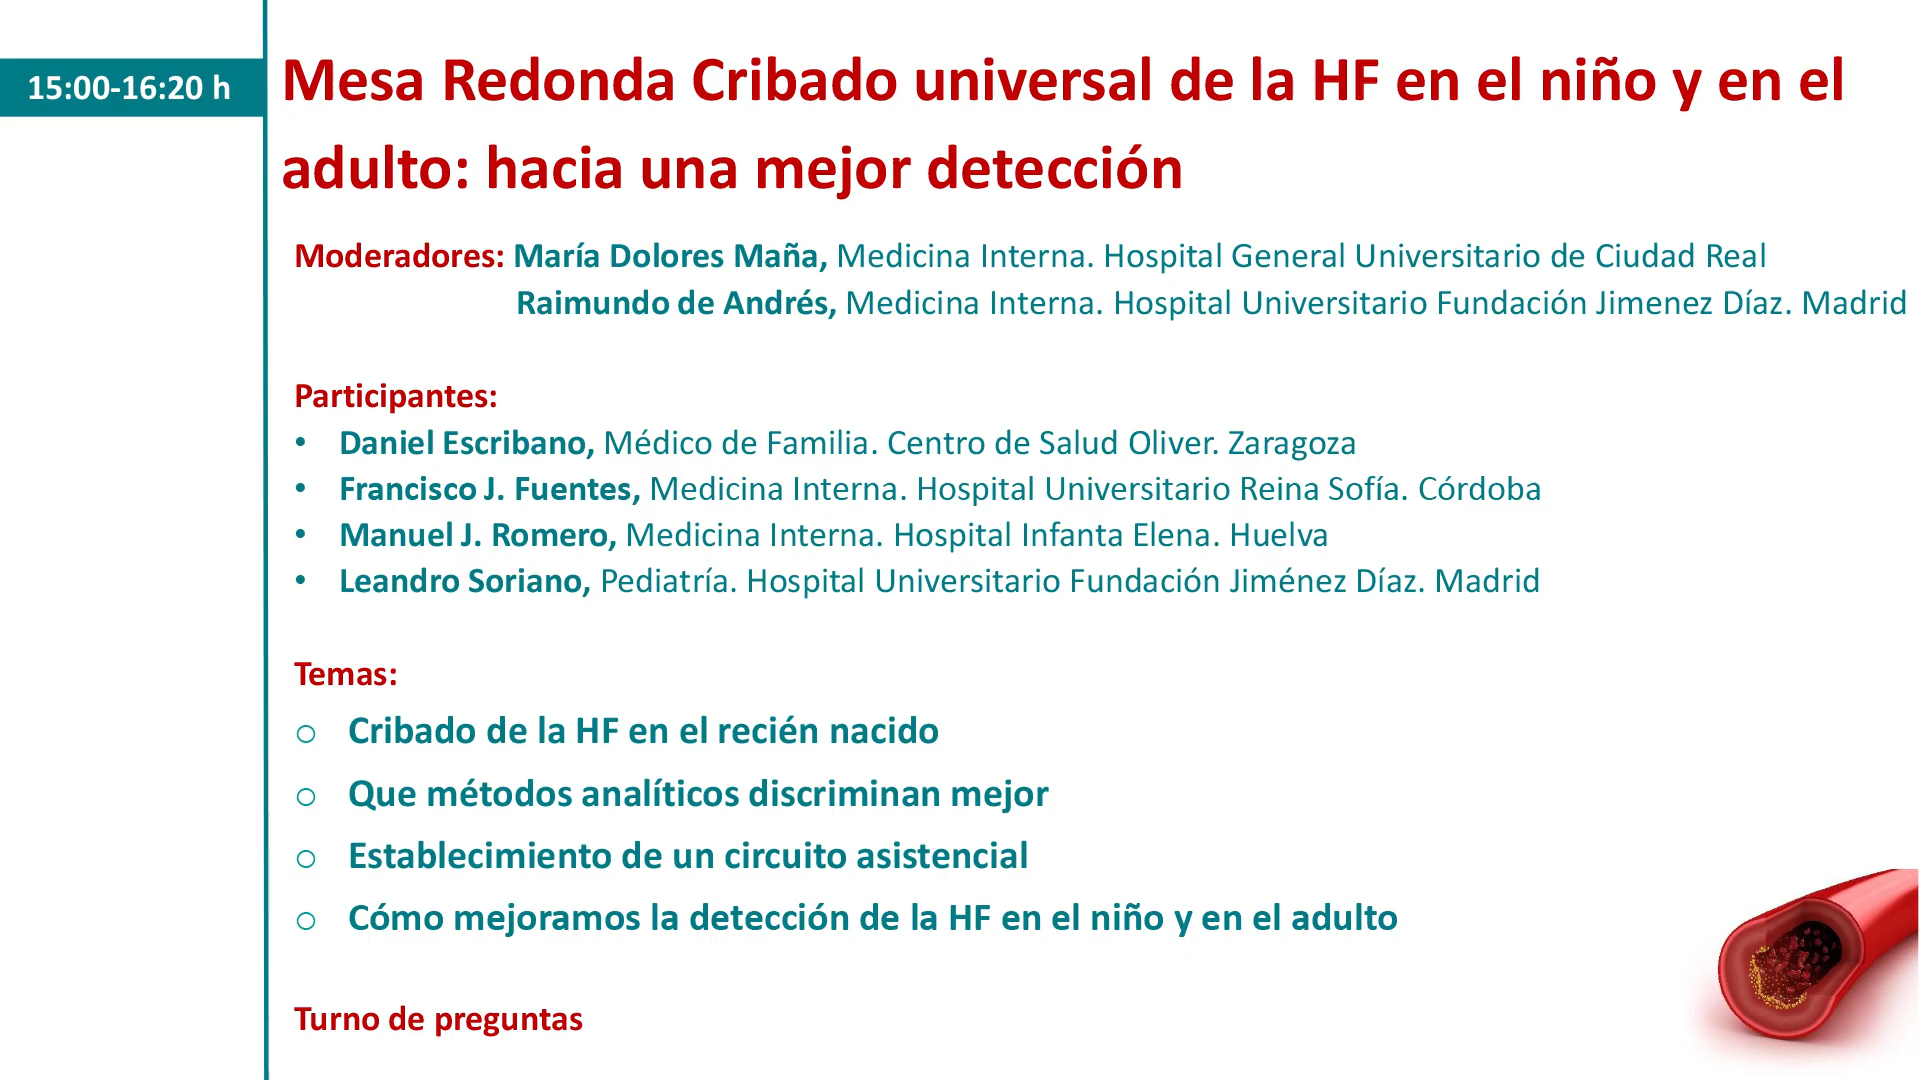 15:00-16:20 h
Mesa Redonda Cribado universal de la HF en el niño y en el
adulto: hacia una mejor detección
Moderadores: María Dolores Maña, Medicina Interna. Hospital General Universitario de Ciudad Real
Raimundo de Andrés, Medicina Interna. Hospital Universitario Fundación Jimenez Díaz. Madrid
Participantes:
• Daniel Escribano, Médico de Familia. Centro de Salud Oliver. Zaragoza
• Francisco J. Fuentes, Medicina Interna. Hospital Universitario Reina Sofía. Córdoba
• Manuel J. Romero, Medicina Interna. Hospital Infanta Elena. Huelva
• Leandro Soriano, Pediatría. Hospital Universitario Fundación Jiménez Díaz. Madrid
Temas:
o Cribado de la HF en el recién nacido
o Que métodos analíticos discriminan mejor
o Establecimiento de un circuito asistencial
o Cómo mejoramos la detección de la HF en el niño y en el adulto
Turno de preguntas